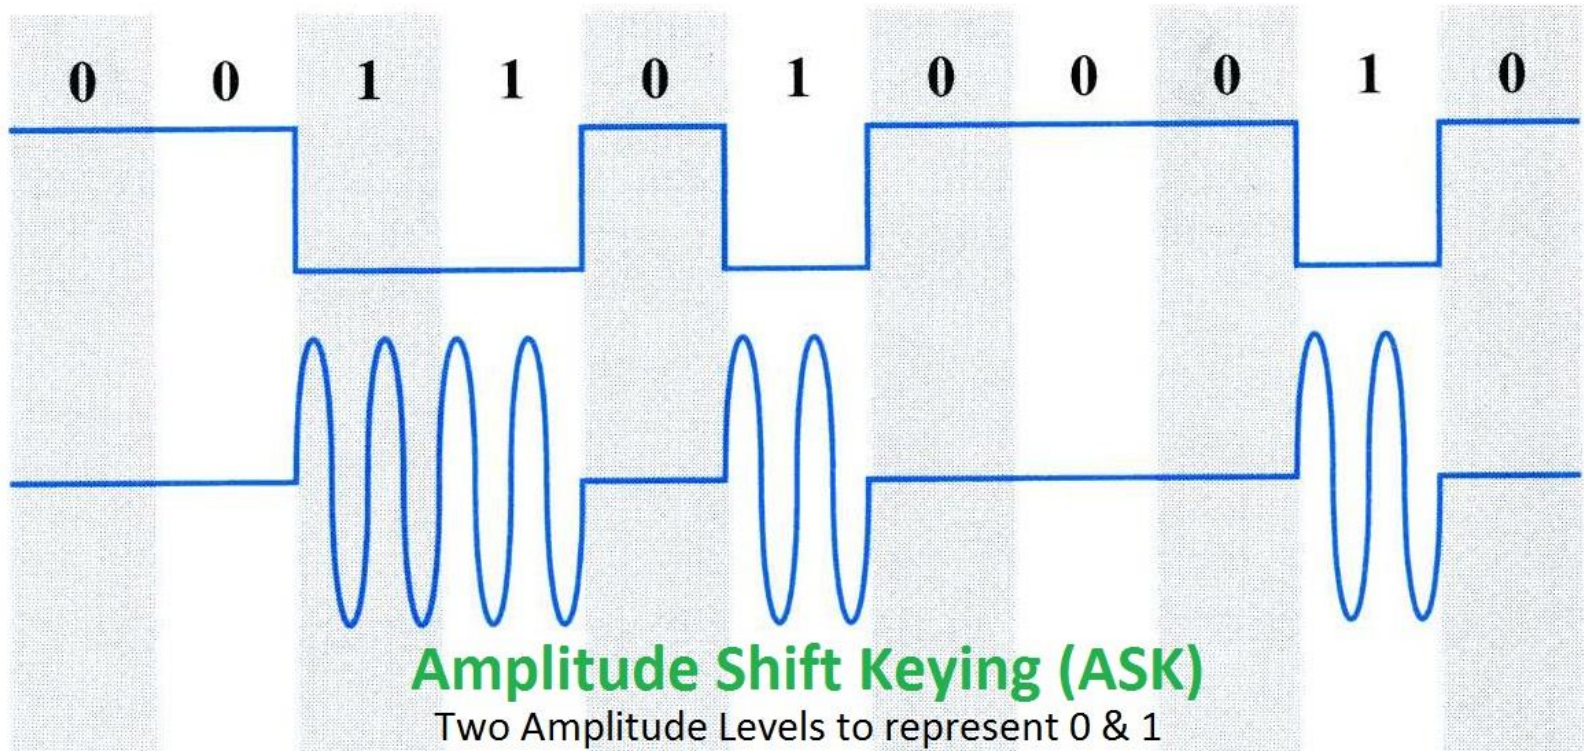 0 0 1 1 0 1 0 0 0 1 0
Amplitude Shift Keying (ASK)
Two Amplitude Levels to represent 0 & 1